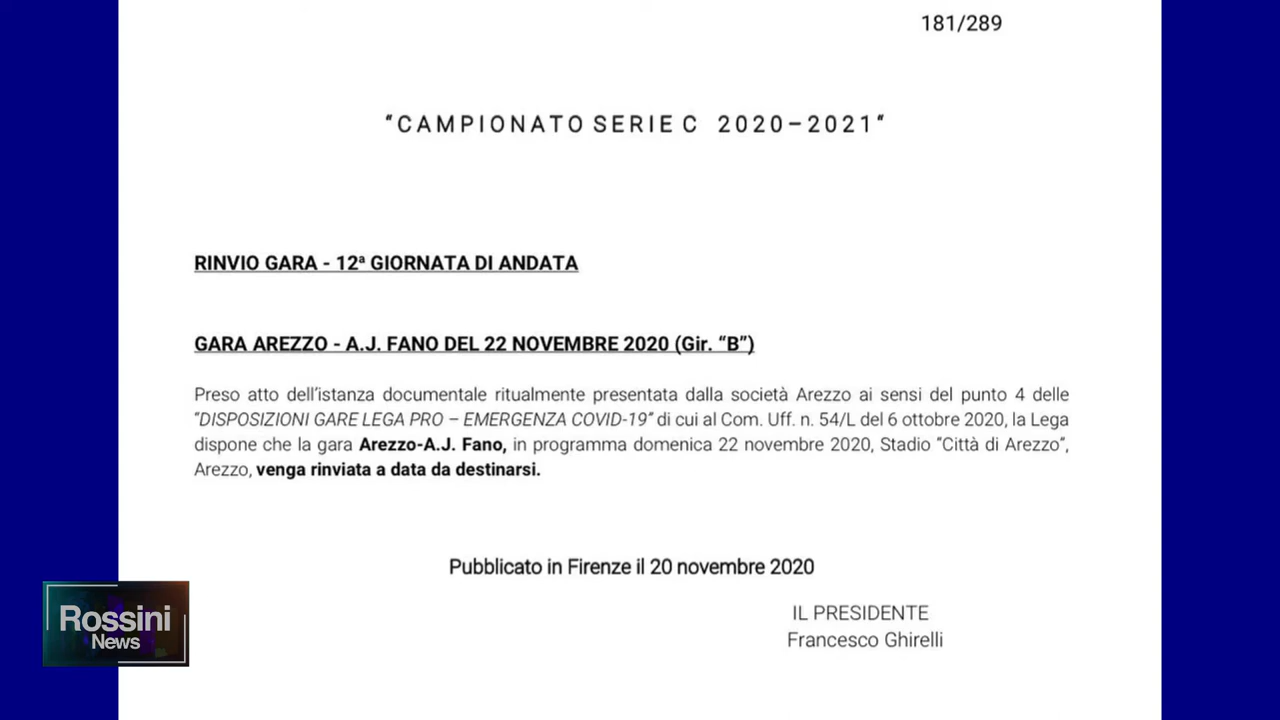 181/289
“CAMPIONATO SERIE C 2020–2021“
RINVIO GARA - 12ª GIORNATA DI ANDATA
GARA AREZZO - A.J. FANO DEL 22 NOVEMBRE 2020 (Gir. “B”)
Preso atto dell’istanza documentale ritualmente presentata dalla società Arezzo ai sensi del punto 4 delle
“DISPOSIZIONI GARE LEGA PRO – EMERGENZA COVID-19” di cui al Com. Uff. n. 54/L del 6 ottobre 2020, la Lega
dispone che la gara Arezzo-A.J. Fano, in programma domenica 22 novembre 2020, Stadio “Città di Arezzo”,
Arezzo, venga rinviata a data da destinarsi.
Pubblicato in Firenze il 20 novembre 2020
IL PRESIDENTE
Francesco Ghirelli
Rossini
News